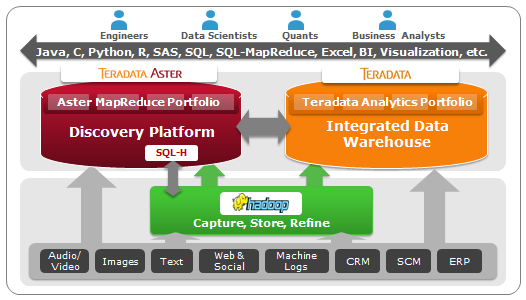 Engineers Data Scientists Quants Business Analysts
Java, C, Python, R, SAS, SQL, SQL-MapReduce, Excel, BI, Visualization, etc.
TERADATA ASTER
TERADATA
Aster MapReduce Portfolio
Teradata Analytics Portfolio
Discovery Platform
Integrated Data
Warehouse
SQL-H
hadoop
Capture, Store, Refine
Audio/
Video
Images
Text
Web &
Social
Machine
Logs
CRM
SCM
ERP